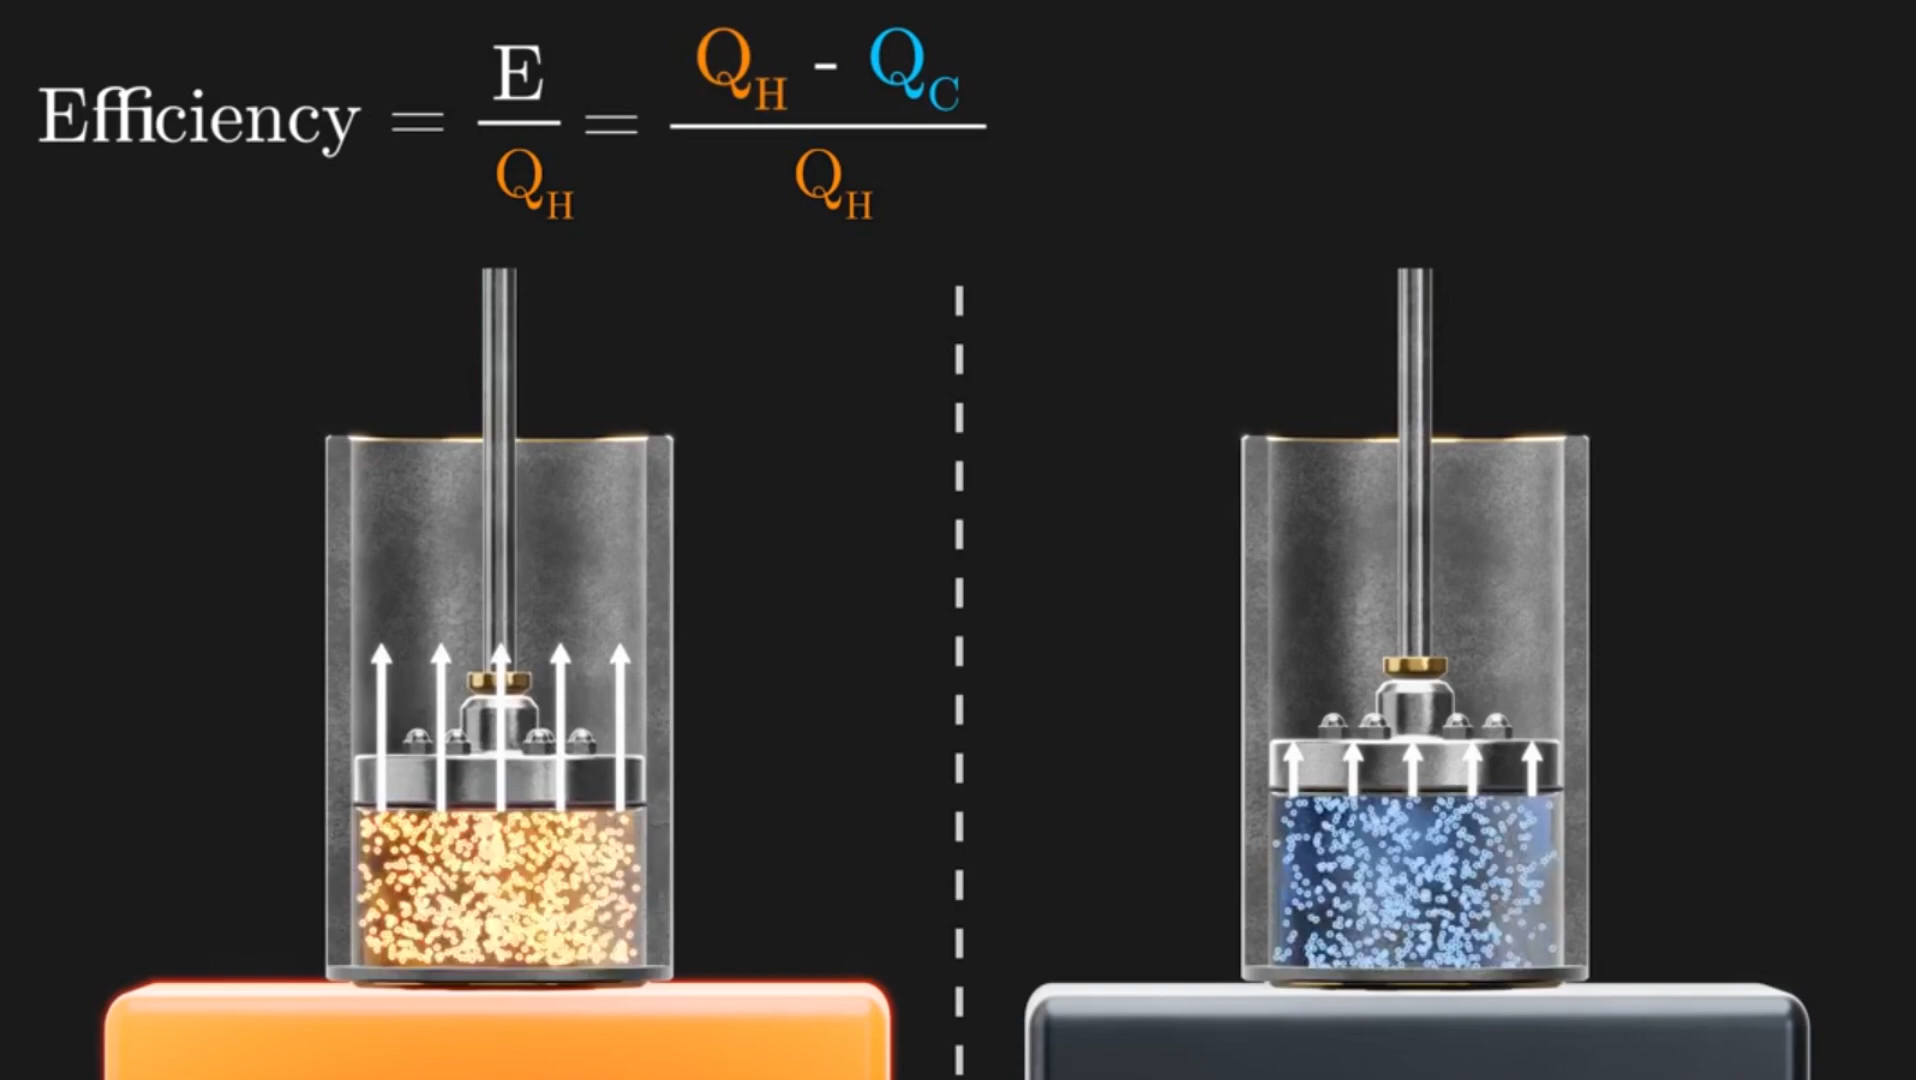 Efficiency = E / Q_H = Q_H - Q_C / Q_H